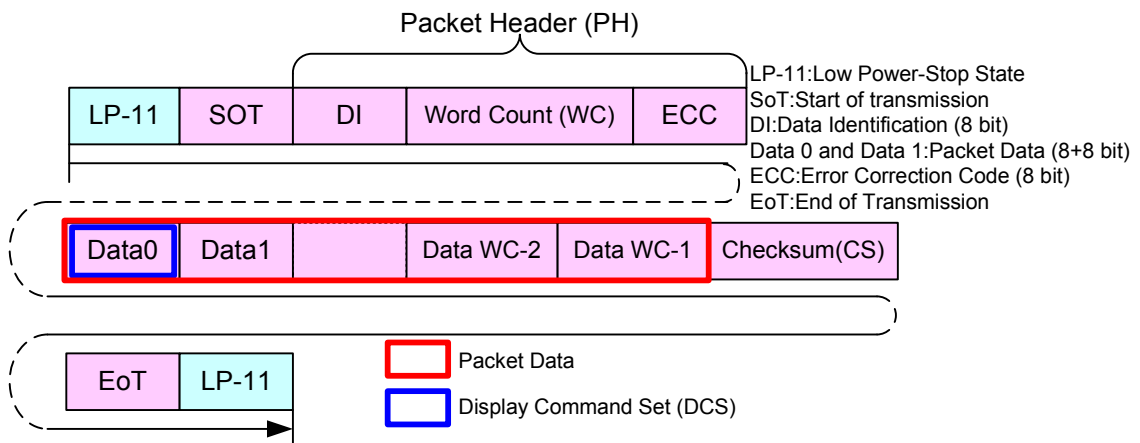 Packet Header (PH)
LP-11 SOT DI Word Count (WC) ECC
LP-11:Low Power-Stop State
SoT:Start of transmission
DI:Data Identification (8 bit)
Data 0 and Data 1:Packet Data (8+8 bit)
ECC:Error Correction Code (8 bit)
EoT:End of Transmission
Data0 Data1 Data WC-2 Data WC-1 Checksum(CS)
EoT LP-11
Packet Data
Display Command Set (DCS)